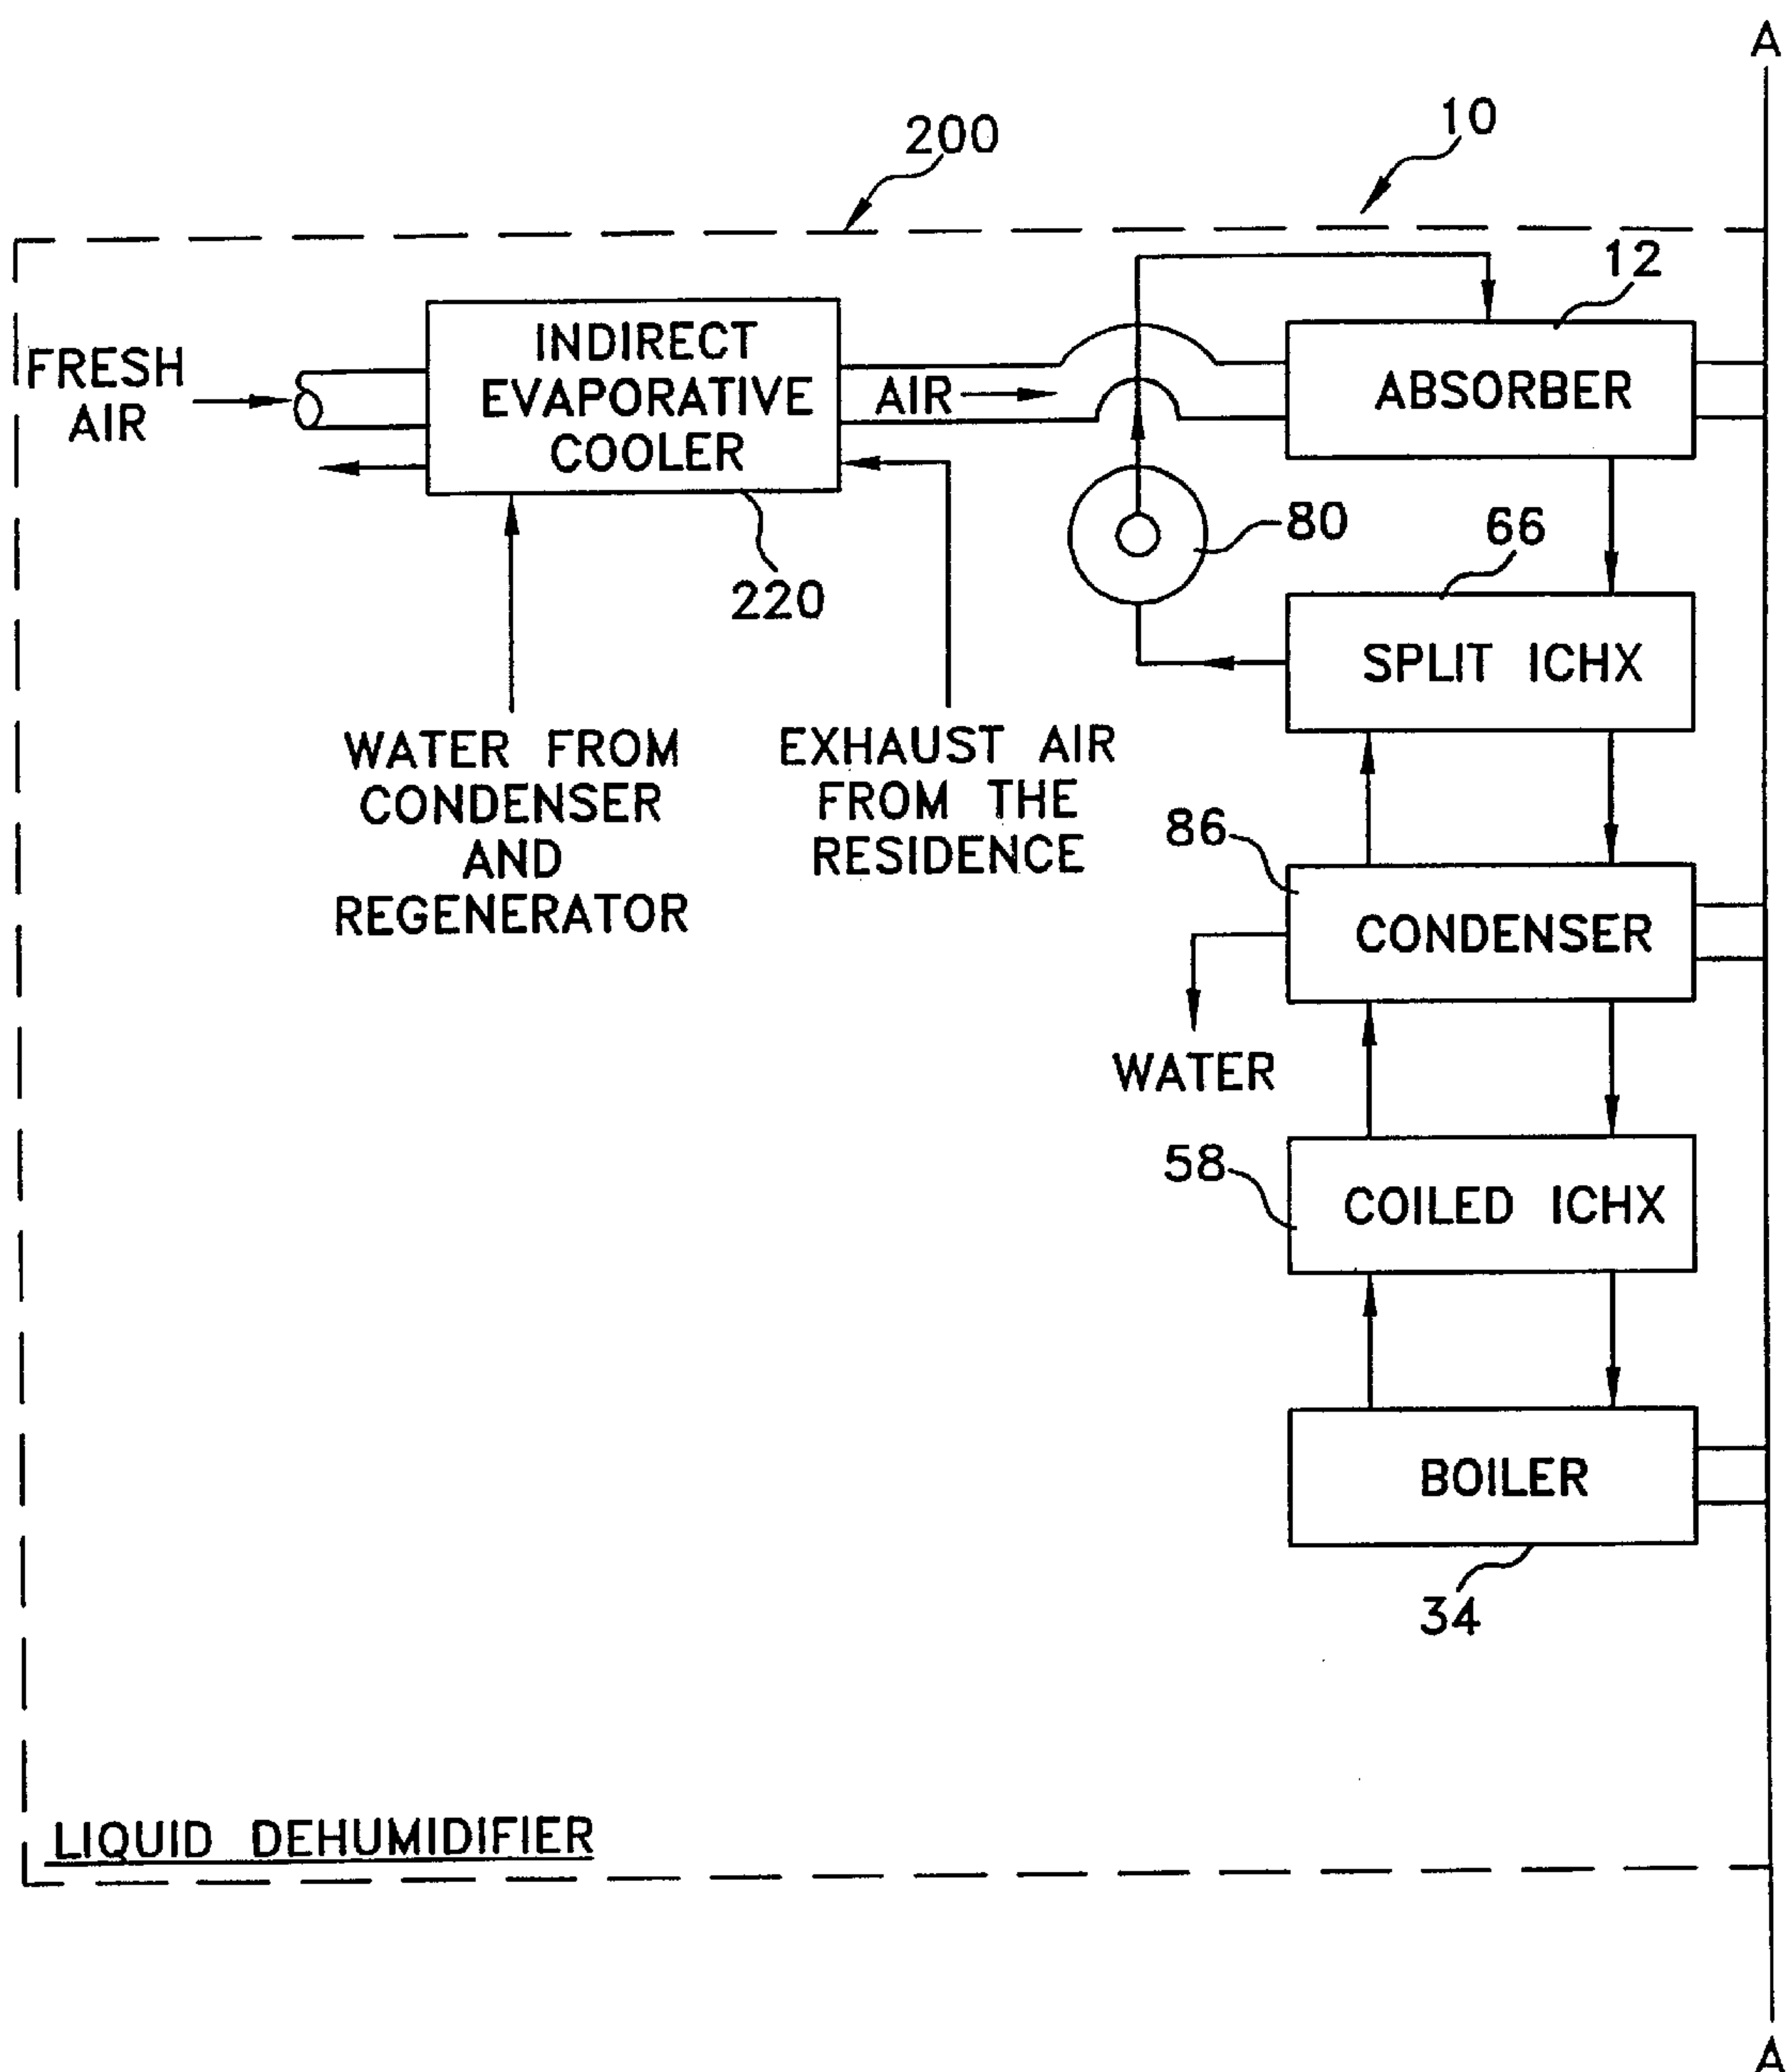 A
200
10
12
FRESH
AIR
INDIRECT
EVAPORATIVE
COOLER
AIR
ABSORBER
220
80
66
SPLIT ICHX
WATER FROM
CONDENSER
AND
REGENERATOR
EXHAUST AIR
FROM THE
RESIDENCE
86
CONDENSER
WATER
58
COILED ICHX
BOILER
34
LIQUID DEHUMIDIFIER
A